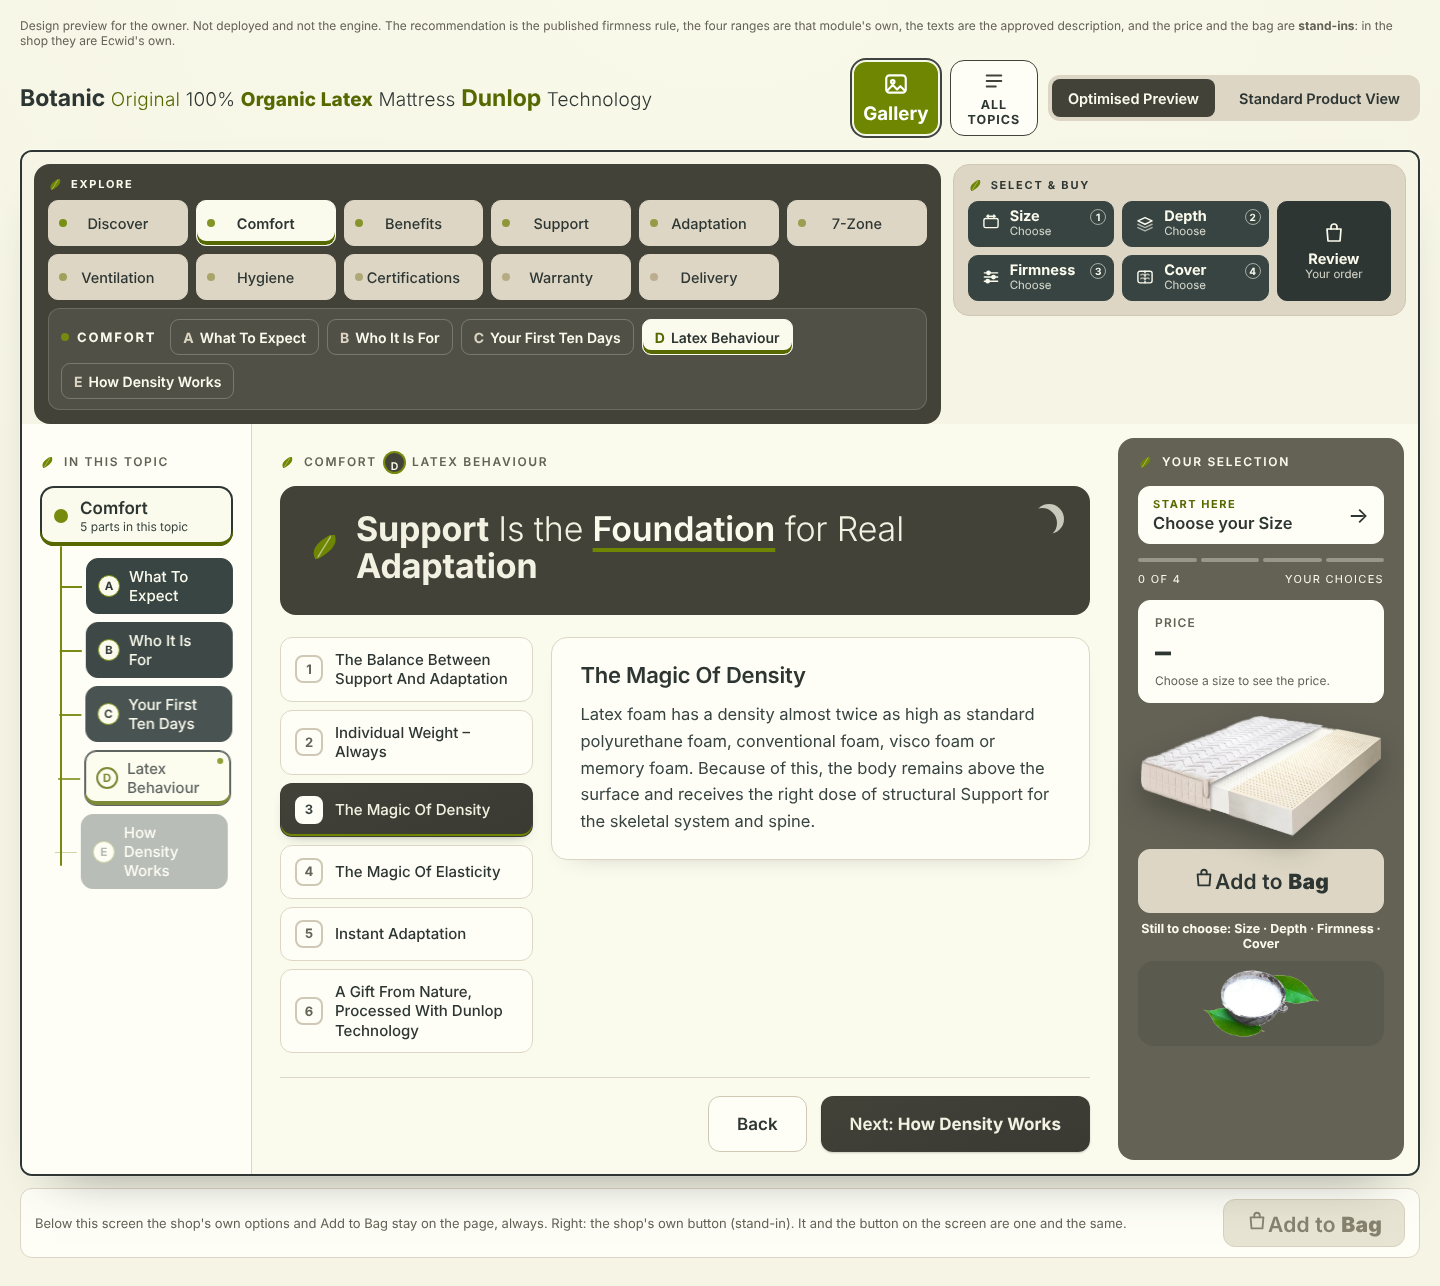 Design preview for the owner. Not deployed and not the engine. The recommendation is the published firmness rule, the four ranges are that module's own, the texts are the approved description, and the price and the bag are stand-ins: in the
shop they are Ecwid's own.
Botanic Original 100% Organic Latex Mattress Dunlop Technology
Gallery
ALL
TOPICS
Optimised Preview
Standard Product View
EXPLORE
Discover
Comfort
Benefits
Support
Adaptation
7-Zone
Ventilation
Hygiene
Certifications
Warranty
Delivery
COMFORT
A What To Expect
B Who It Is For
C Your First Ten Days
D Latex Behaviour
E How Density Works
SELECT & BUY
Size
Choose
1
Depth
Choose
2
Firmness
Choose
3
Cover
Choose
4
Review
Your order
IN THIS TOPIC
Comfort
5 parts in this topic
A
What To
Expect
B
Who It Is
For
C
Your First
Ten Days
D
Latex
Behaviour
E
How
Density
Works
COMFORT D LATEX BEHAVIOUR
Support Is the Foundation for Real
Adaptation
1
The Balance Between
Support And Adaptation
2
Individual Weight –
Always
3
The Magic Of Density
4
The Magic Of Elasticity
5
Instant Adaptation
6
A Gift From Nature,
Processed With Dunlop
Technology
The Magic Of Density
Latex foam has a density almost twice as high as standard
polyurethane foam, conventional foam, visco foam or
memory foam. Because of this, the body remains above the
surface and receives the right dose of structural Support for
the skeletal system and spine.
Back
Next: How Density Works
YOUR SELECTION
START HERE
Choose your Size
0 OF 4
YOUR CHOICES
PRICE
–
Choose a size to see the price.
Add to Bag
Still to choose: Size · Depth · Firmness ·
Cover
Below this screen the shop's own options and Add to Bag stay on the page, always. Right: the shop's own button (stand-in). It and the button on the screen are one and the same.
Add to Bag